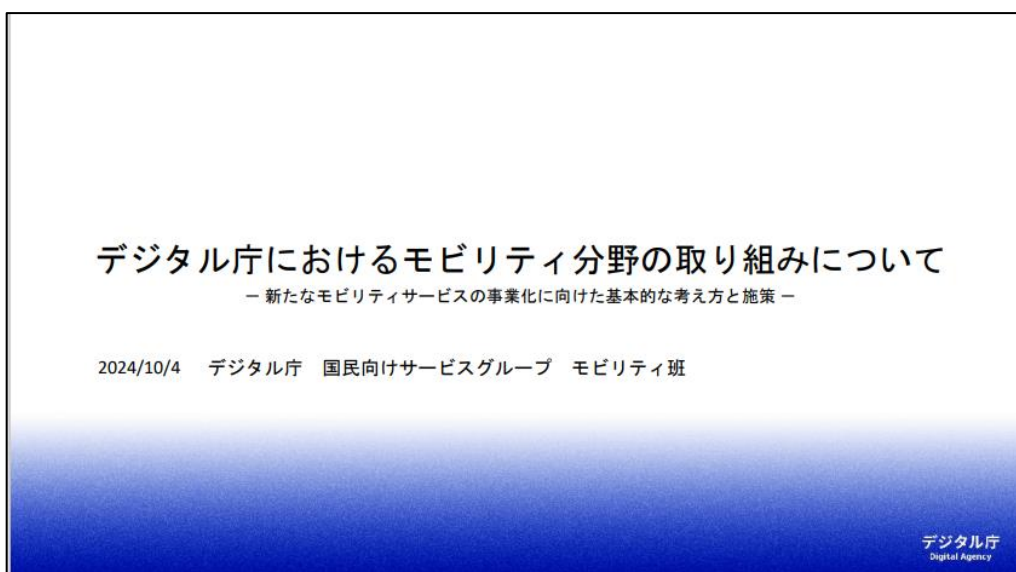 デジタル庁におけるモビリティ分野の取り組みについて
－ 新たなモビリティサービスの事業化に向けた基本的な考え方と施策 －
2024/10/4　デジタル庁　国民向けサービスグループ　モビリティ班
デジタル庁
Digital Agency